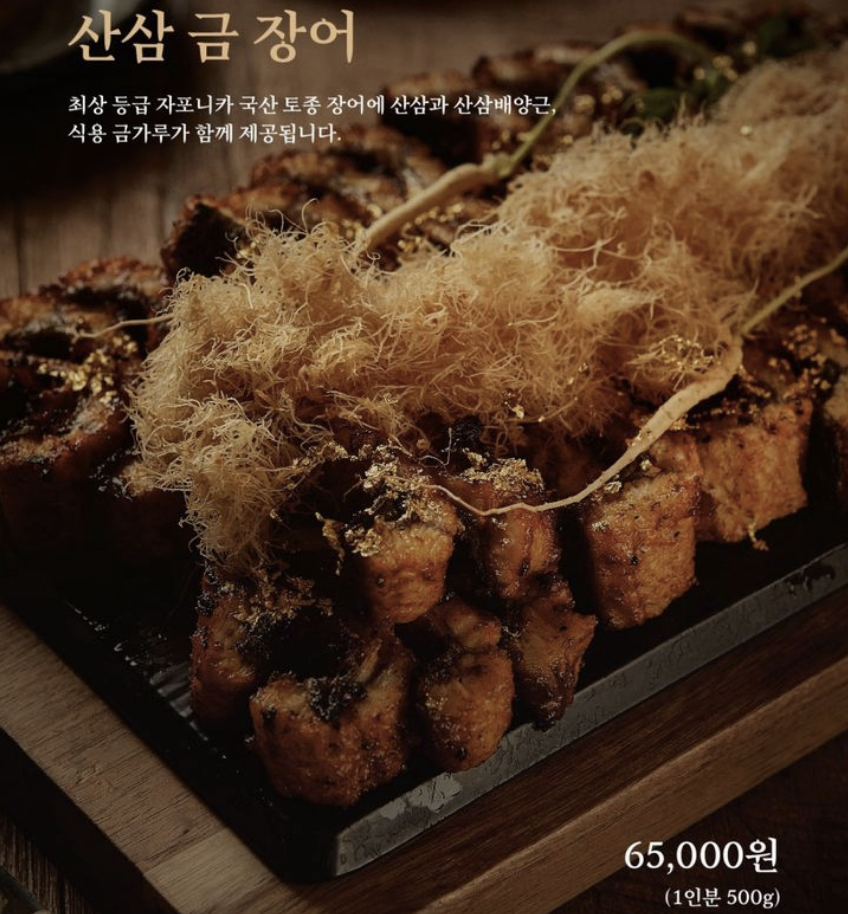 산삼 금 장어
최상 등급 자포니카 국산 토종 장어에 산삼과 산삼배양근,
식용 금가루가 함께 제공됩니다.
65,000원
(1인분 500g)